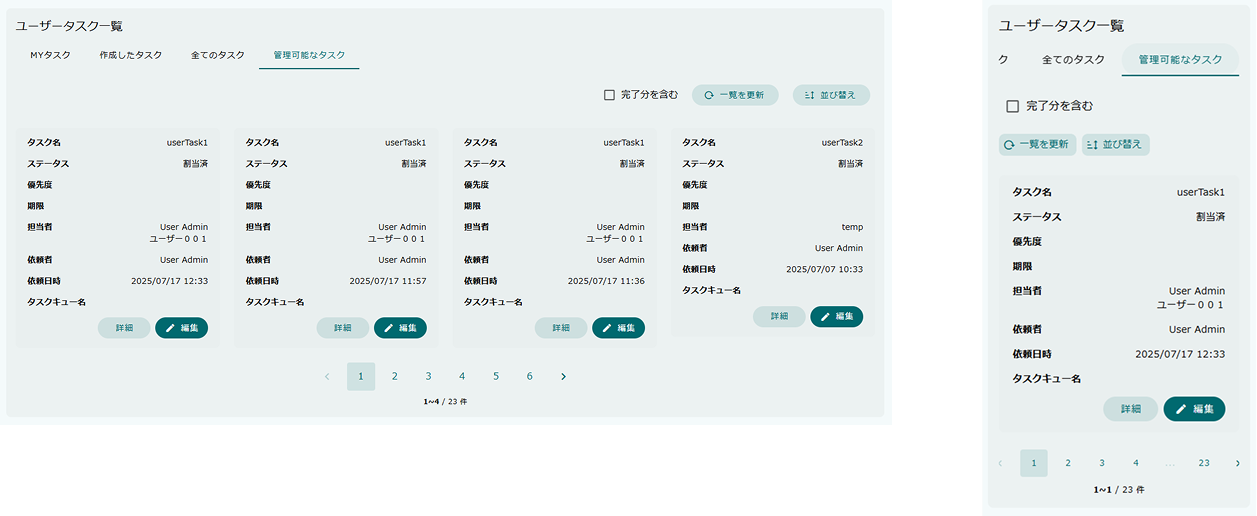 ユーザータスク一覧
MYタスク 作成したタスク 全てのタスク 管理可能なタスク
完了分を含む 一覧を更新 並び替え
タスク名 userTask1
ステータス 割当済
優先度
期限
担当者 User Admin
ユーザー００１
依頼者 User Admin
依頼日時 2025/07/17 12:33
タスクキュー名
詳細 編集
タスク名 userTask1
ステータス 割当済
優先度
期限
担当者 User Admin
ユーザー００１
依頼者 User Admin
依頼日時 2025/07/17 11:57
タスクキュー名
詳細 編集
タスク名 userTask1
ステータス 割当済
優先度
期限
担当者 User Admin
ユーザー００１
依頼者 User Admin
依頼日時 2025/07/17 11:36
タスクキュー名
詳細 編集
タスク名 userTask2
ステータス 割当済
優先度
期限
担当者 temp
依頼者 User Admin
依頼日時 2025/07/07 10:33
タスクキュー名
詳細 編集
1 2 3 4 5 6
1~4 / 23 件
ユーザータスク一覧
ク 全てのタスク 管理可能なタスク
完了分を含む
一覧を更新 並び替え
タスク名 userTask1
ステータス 割当済
優先度
期限
担当者 User Admin
ユーザー００１
依頼者 User Admin
依頼日時 2025/07/17 12:33
タスクキュー名
詳細 編集
1 2 3 4 ... 23
1~1 / 23 件